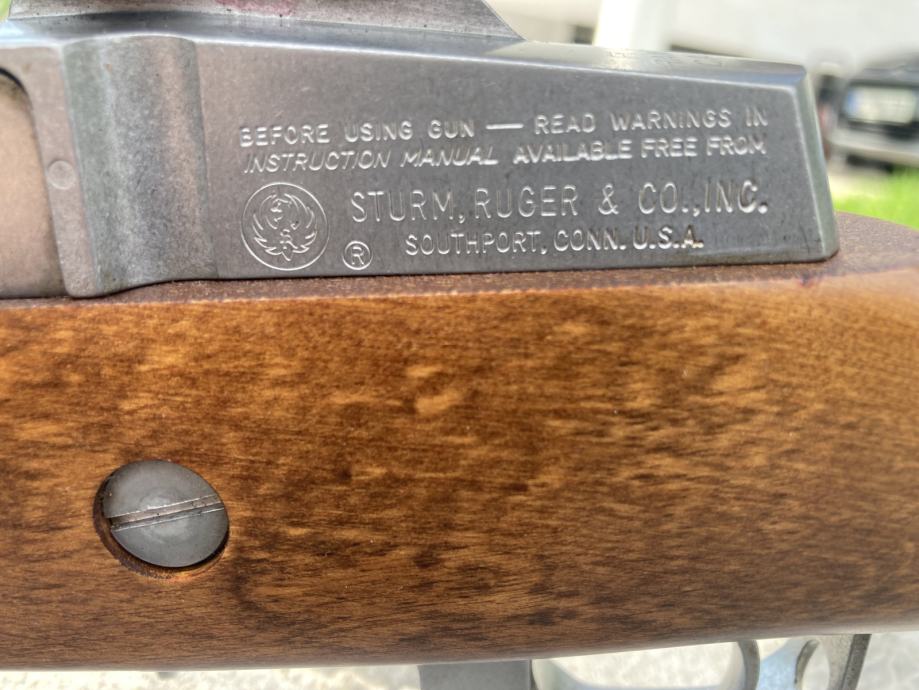 BEFORE USING GUN — READ WARNINGS IN
INSTRUCTION MANUAL AVAILABLE FREE FROM
STURM, RUGER & CO., INC.
® SOUTHPORT, CONN. U.S.A.